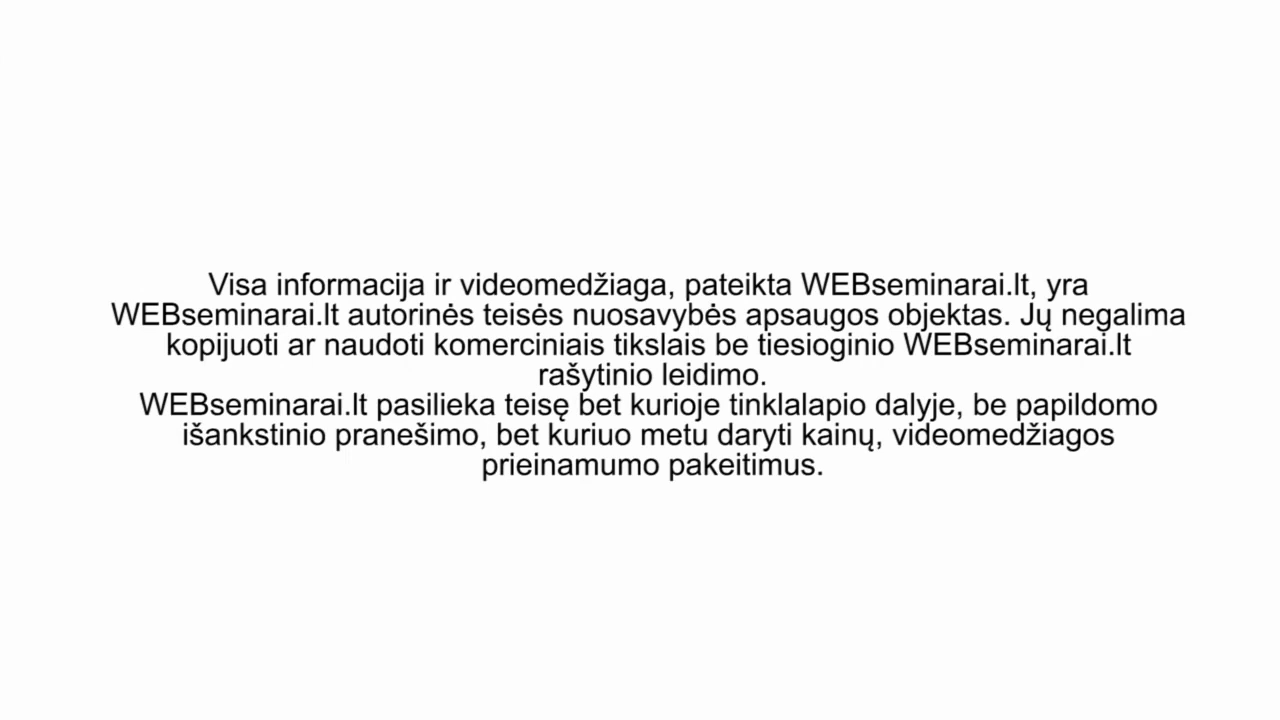 Visa informacija ir videomedžiaga, pateikta WEBseminarai.lt, yra
WEBseminarai.lt autorinės teisės nuosavybės apsaugos objektas. Jų negalima
kopijuoti ar naudoti komerciniais tikslais be tiesioginio WEBseminarai.lt
rašytinio leidimo.
WEBseminarai.lt pasilieka teisę bet kurioje tinklalapio dalyje, be papildomo
išankstinio pranešimo, bet kuriuo metu daryti kainų, videomedžiagos
prieinamumo pakeitimus.